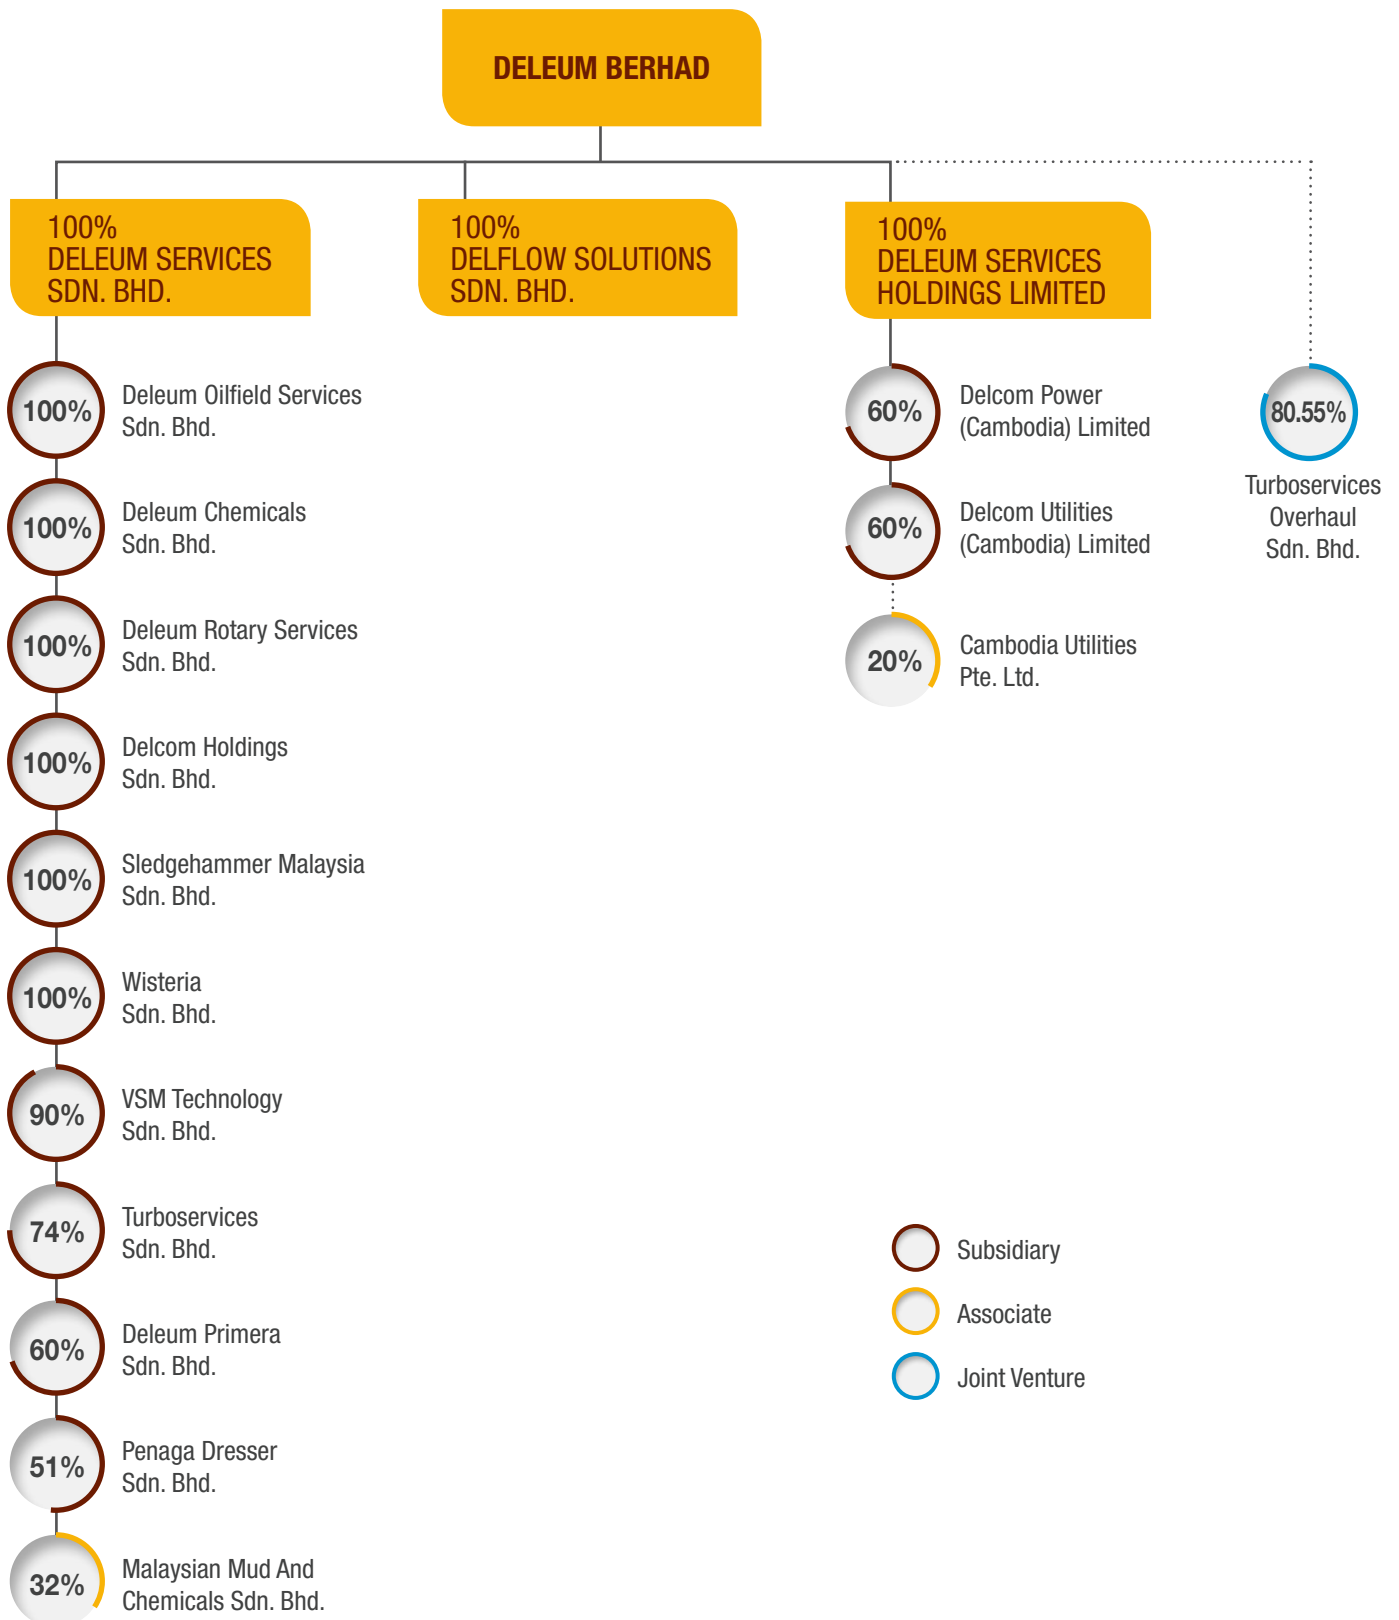 DELEUM BERHAD
100%
DELEUM SERVICES
SDN. BHD.
100%
DELFLOW SOLUTIONS
SDN. BHD.
100%
DELEUM SERVICES
HOLDINGS LIMITED
100%
Deleum Oilfield Services
Sdn. Bhd.
100%
Deleum Chemicals
Sdn. Bhd.
100%
Deleum Rotary Services
Sdn. Bhd.
100%
Delcom Holdings
Sdn. Bhd.
100%
Sledgehammer Malaysia
Sdn. Bhd.
100%
Wisteria
Sdn. Bhd.
90%
VSM Technology
Sdn. Bhd.
74%
Turboservices
Sdn. Bhd.
60%
Deleum Primera
Sdn. Bhd.
51%
Penaga Dresser
Sdn. Bhd.
32%
Malaysian Mud And
Chemicals Sdn. Bhd.
60%
Delcom Power
(Cambodia) Limited
60%
Delcom Utilities
(Cambodia) Limited
20%
Cambodia Utilities
Pte. Ltd.
80.55%
Turboservices
Overhaul
Sdn. Bhd.
Subsidiary
Associate
Joint Venture